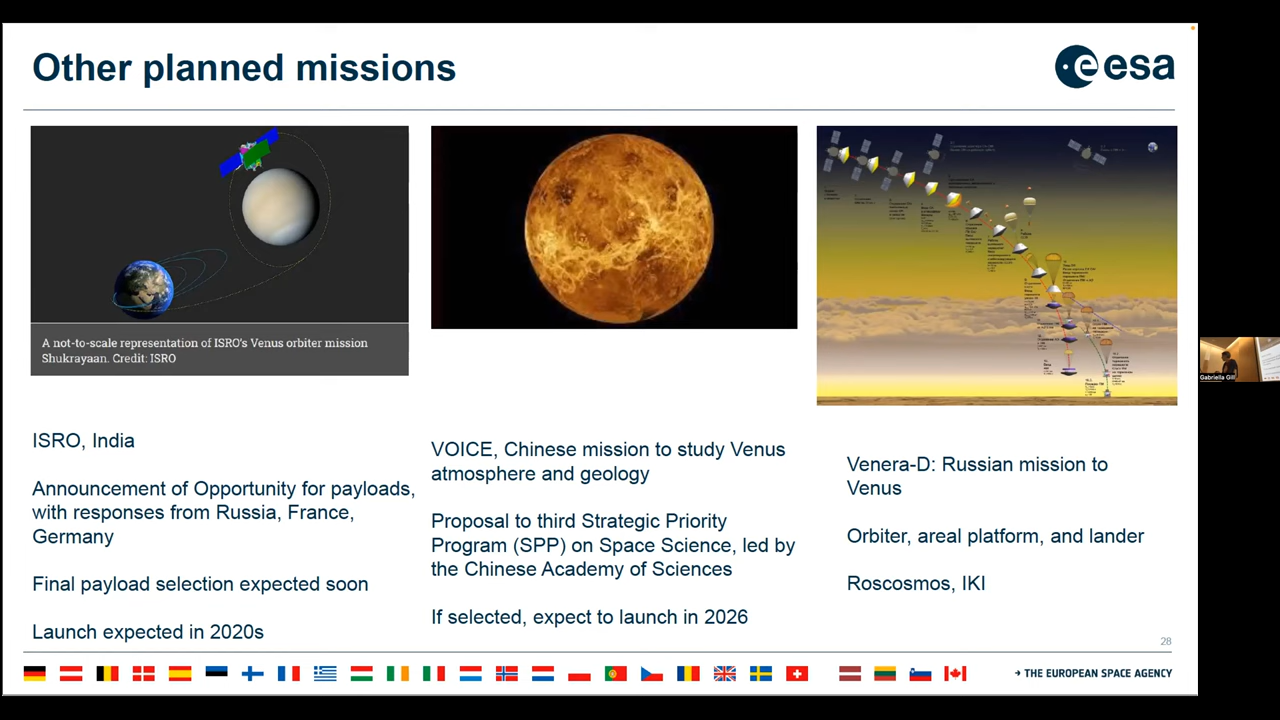 Other planned missions
esa
A not-to-scale representation of ISRO's Venus orbiter mission
Shukrayaan. Credit: ISRO
ISRO, India
Announcement of Opportunity for payloads,
with responses from Russia, France,
Germany
Final payload selection expected soon
Launch expected in 2020s
VOICE, Chinese mission to study Venus
atmosphere and geology
Proposal to third Strategic Priority
Program (SPP) on Space Science, led by
the Chinese Academy of Sciences
If selected, expect to launch in 2026
Venera-D: Russian mission to
Venus
Orbiter, areal platform, and lander
Roscosmos, IKI
28
→ THE EUROPEAN SPACE AGENCY
Gabriella Gill